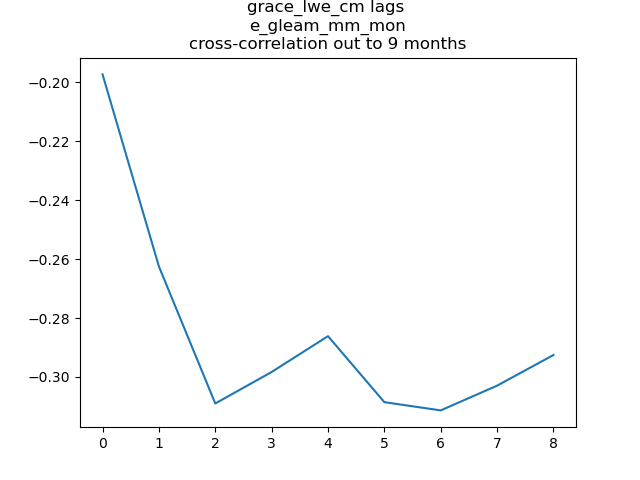 grace_lwe_cm lags
e_gleam_mm_mon
cross-correlation out to 9 months
−0.20
−0.22
−0.24
−0.26
−0.28
−0.30
0 1 2 3 4 5 6 7 8